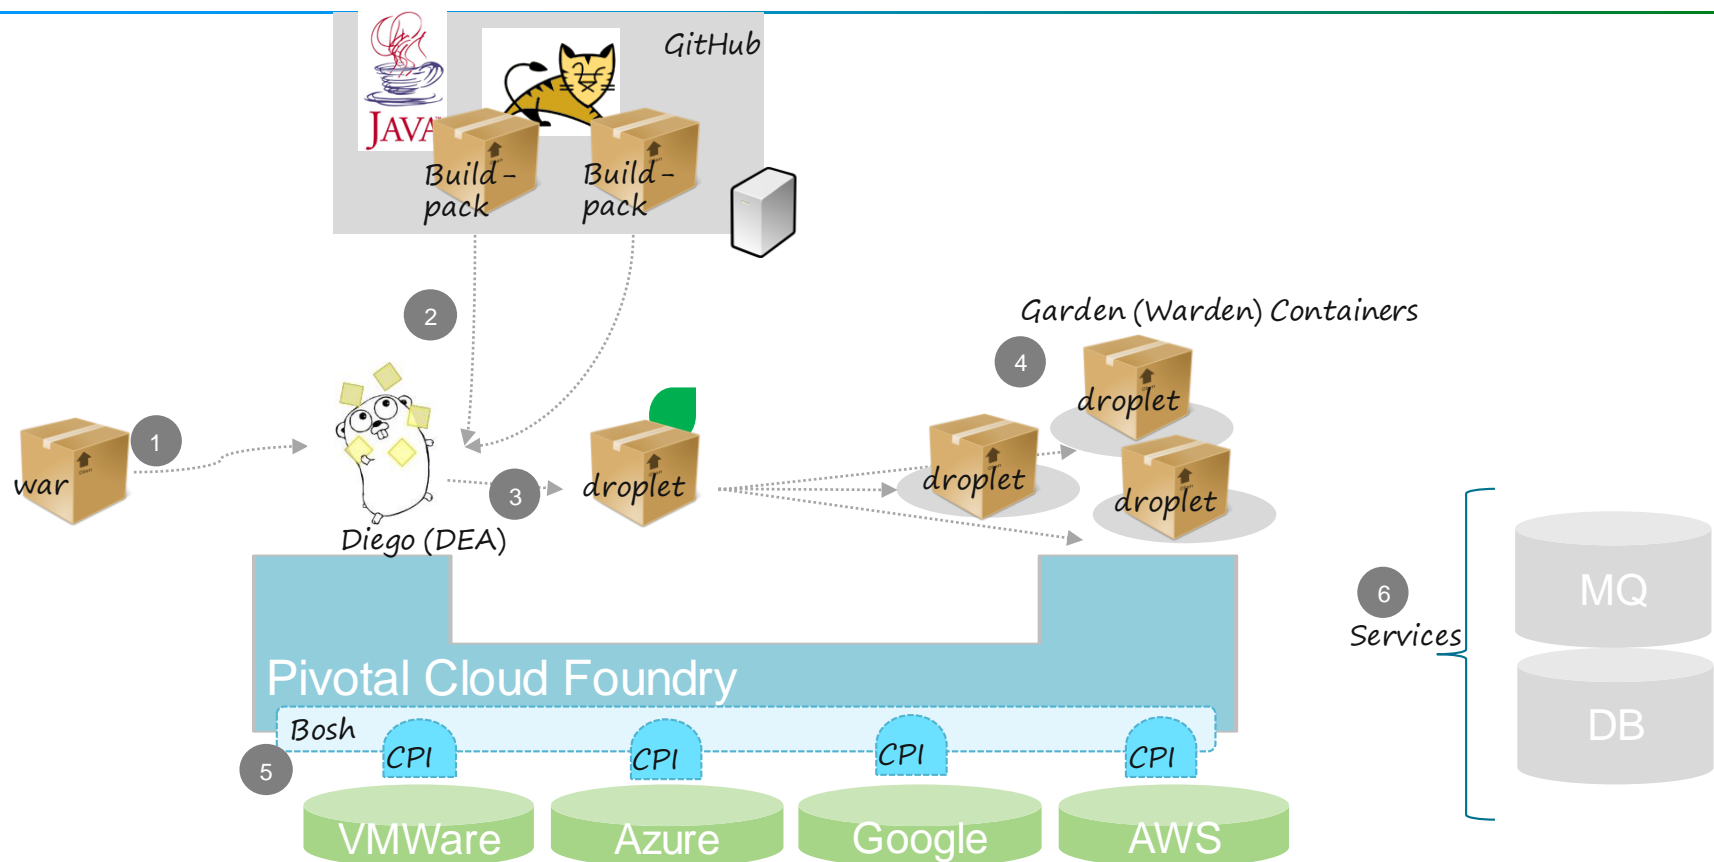 GitHub
JAVA
Build-
pack
Build-
pack
2
Garden (Warden) Containers
4
droplet
1
war
3
droplet
droplet
droplet
Diego (DEA)
6
Services
MQ
DB
Pivotal Cloud Foundry
Bosh
5
CPI
CPI
CPI
CPI
VMWare
Azure
Google
AWS